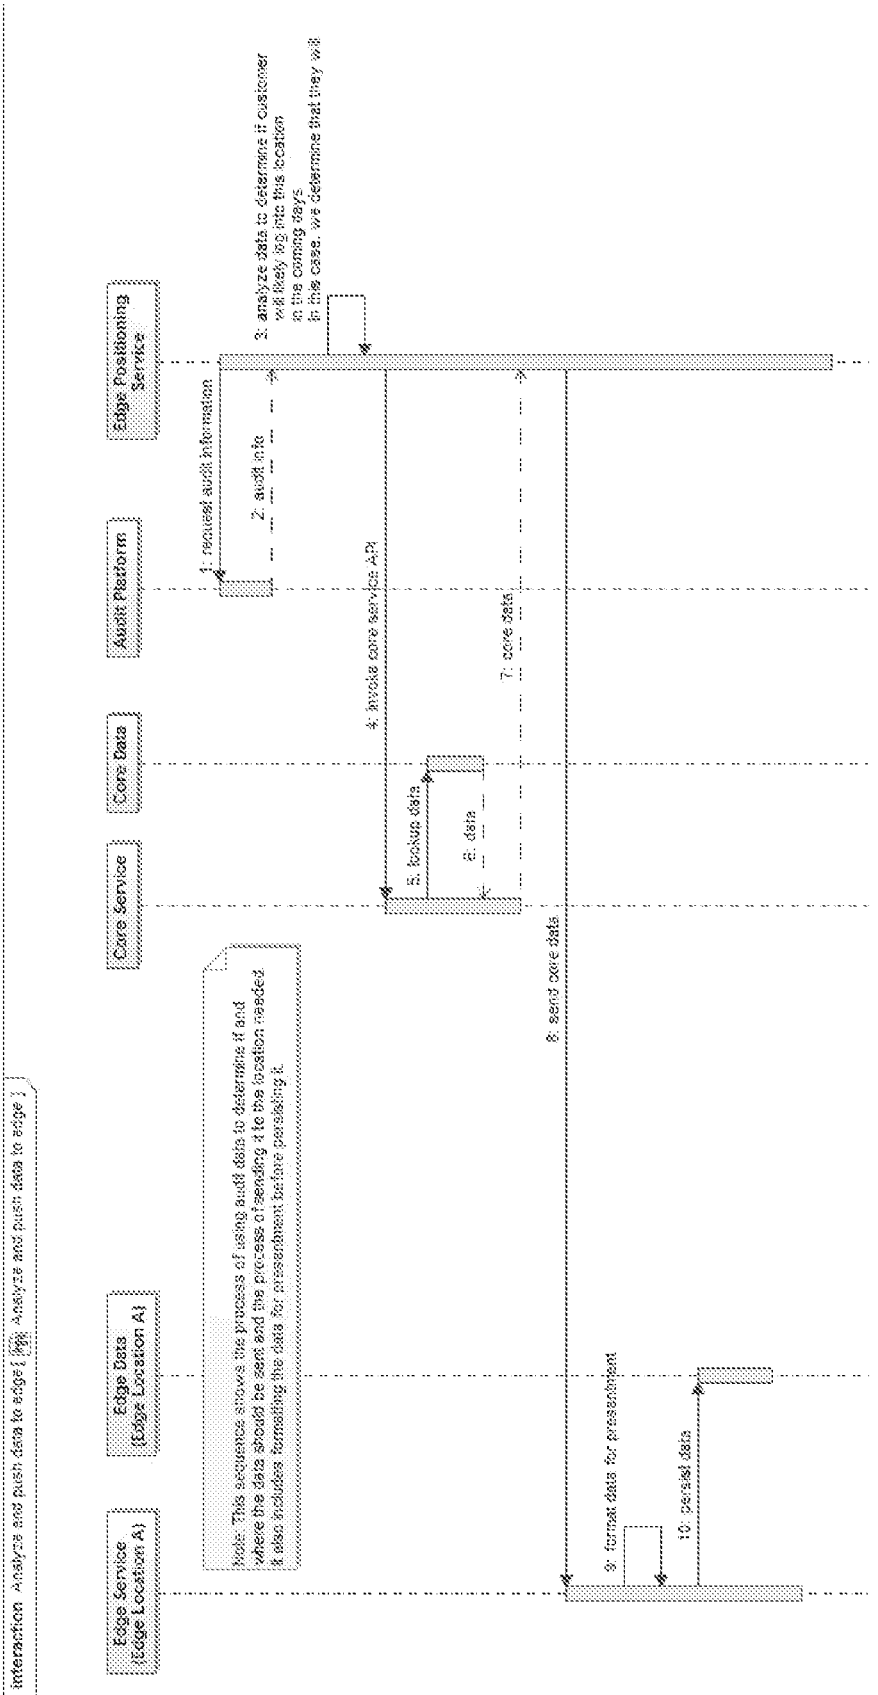 interaction Analyze and push data to edge [ Analyze and push data to edge ]
Edge Service
(Edge Location A)
Edge Data
(Edge Location A)
Core Service
Core Data
Audit Platform
Edge Positioning
Service
Note: This sequence shows the process of using audit data to determine if and
where the data should be sent and the process of sending it to the location needed.
It also includes formatting the data for presentment before persisting it.
1: request audit information
2: audit info
3: analyze data to determine if customer
will likely log into this location
in the coming days.
In this case, we determine that they will
4: invoke core service API
5: lookup data
6: data
7: core data
8: send core data
9: format data for presentment
10: persist data